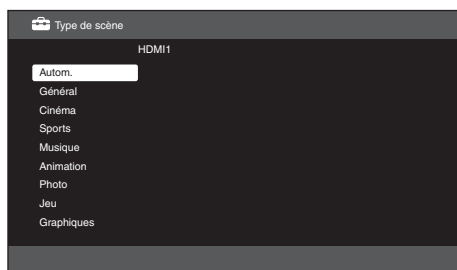 Type de scène
HDMI1
Autom.
Général
Cinéma
Sports
Musique
Animation
Photo
Jeu
Graphiques